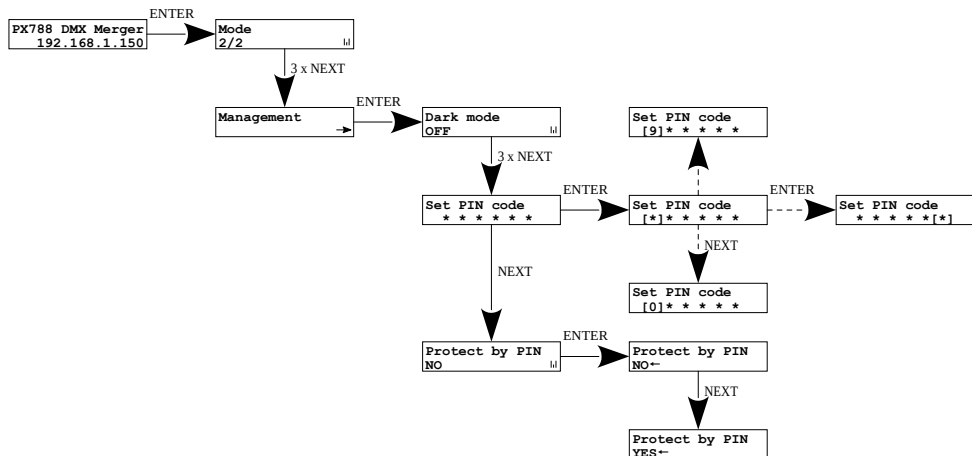 ENTER
PX788 DMX Merger
192.168.1.150
Mode
2/2
3 x NEXT
Management
ENTER
Dark mode
OFF
3 x NEXT
Set PIN code
[9]* * * * *
Set PIN code
* * * * * *
ENTER
Set PIN code
[*]* * * * *
ENTER
Set PIN code
* * * * *[*]
NEXT
NEXT
Set PIN code
[0]* * * * *
Protect by PIN
NO
ENTER
Protect by PIN
NO←
NEXT
Protect by PIN
YES←